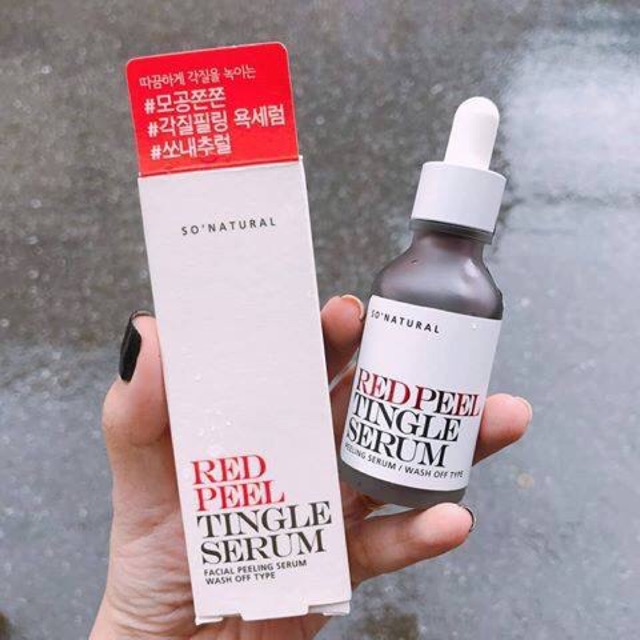 따끔하게 각질을 녹이는
#모공쫀쫀
#각질필링 욕세럼
#쏘내추럴
SO'NATURAL
RED
PEEL
TINGLE
SERUM
FACIAL PEELING SERUM
WASH OFF TYPE
SO'NATURAL
RED PEEL
TINGLE
SERUM
PEELING SERUM / WASH OFF TYPE